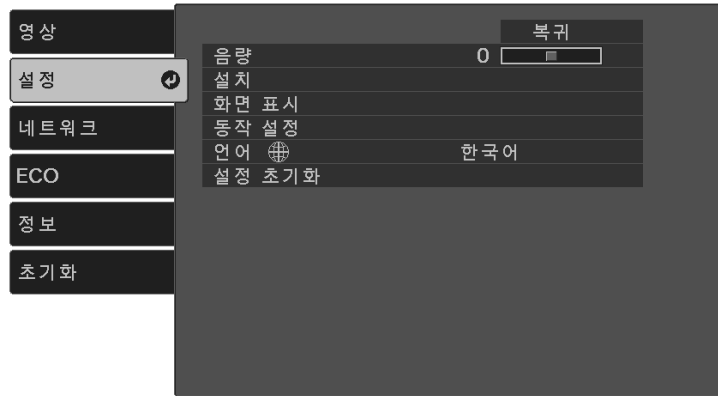 영상
설정
네트워크
ECO
정보
초기화
복귀
음량 0
설치
화면 표시
동작 설정
언어 한국어
설정 초기화